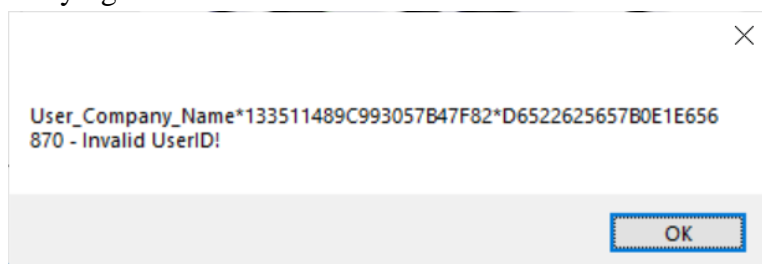 User_Company_Name*133511489C993057B47F82*D6522625657B0E1E656
870 - Invalid UserID!
OK